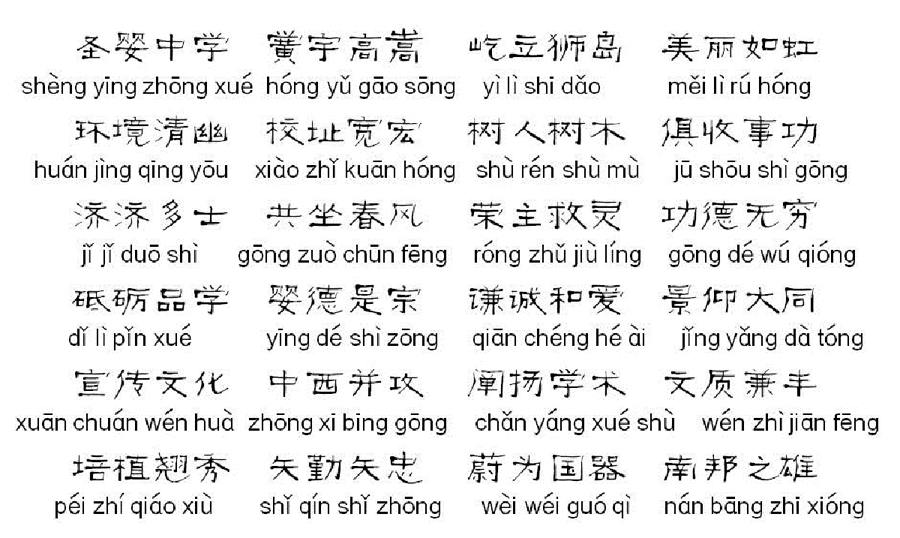 圣婴中学 黉宇高嵩 屹立狮岛 美丽如虹
shèng yīng zhōng xué hóng yǔ gāo sōng yì lì shī dǎo měi lì rú hóng
环境清幽 校址宽宏 树人树木 俱收事功
huán jìng qīng yōu xiào zhǐ kuān hóng shù rén shù mù jū shōu shì gōng
济济多士 共坐春风 荣主救灵 功德无穷
jǐ jǐ duō shì gōng zuò chūn fēng róng zhǔ jiù líng gōng dé wú qióng
砥砺品学 婴德是宗 谦诚和爱 景仰大同
dǐ lì pǐn xué yīng dé shì zōng qiān chéng hé ài jǐng yǎng dà tóng
宣传文化 中西并攻 阐扬学术 文质兼丰
xuān chuán wén huà zhōng xī bīng gōng chǎn yáng xué shù wén zhì jiān fēng
培植翘秀 矢勤矢忠 蔚为国器 南邦之雄
péi zhí qiáo xiù shǐ qín shǐ zhōng wèi wéi guó qì nán bāng zhī xióng